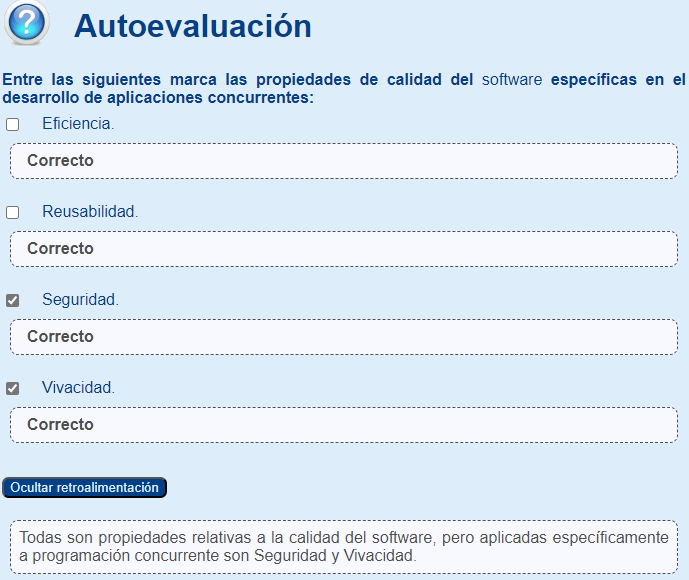 Autoevaluación
Entre las siguientes marca las propiedades de calidad del software específicas en el
desarrollo de aplicaciones concurrentes:
Eficiencia.
Correcto
Reusabilidad.
Correcto
Seguridad.
Correcto
Vivacidad.
Correcto
Ocultar retroalimentación
Todas son propiedades relativas a la calidad del software, pero aplicadas específicamente
a programación concurrente son Seguridad y Vivacidad.